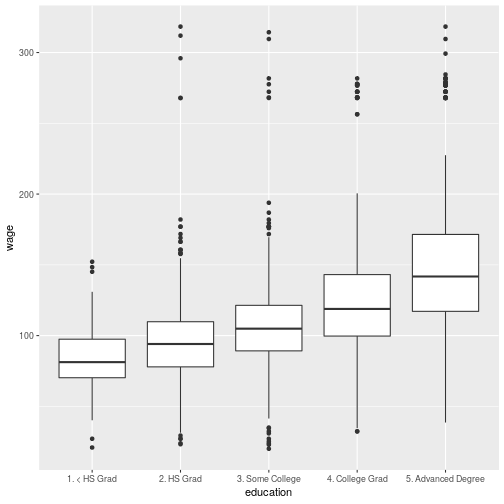 300
200
100
wage
1. < HS Grad
2. HS Grad
3. Some College
4. College Grad
5. Advanced Degree
education